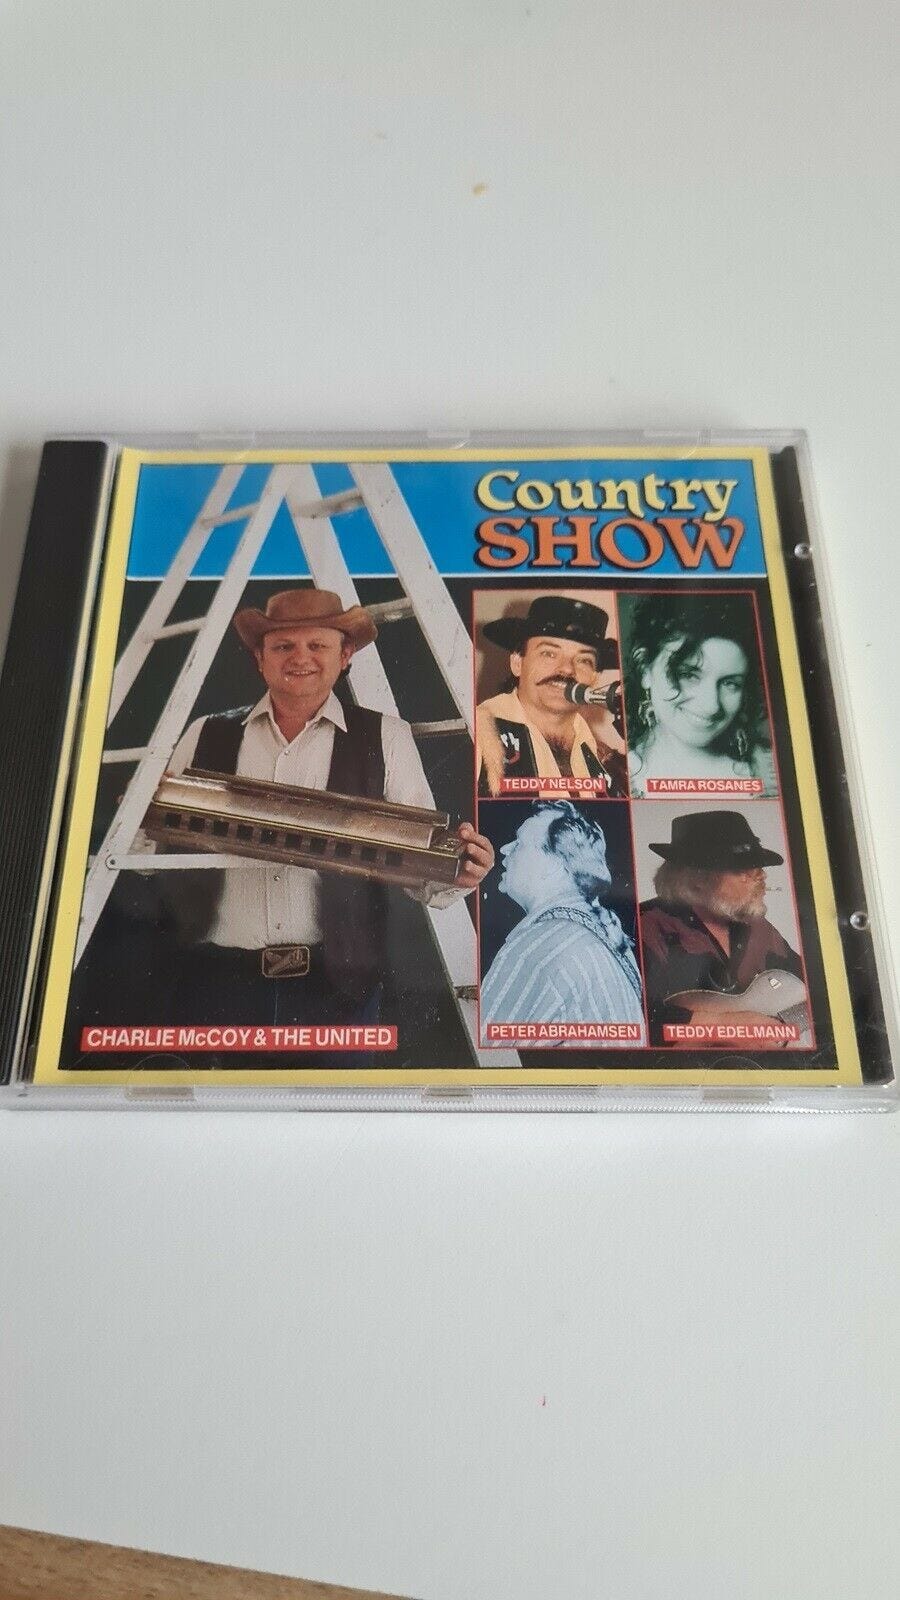 Country
SHOW
TEDDY NELSON
TAMRA ROSANES
PETER ABRAHAMSEN
TEDDY EDELMANN
CHARLIE McCOY & THE UNITED